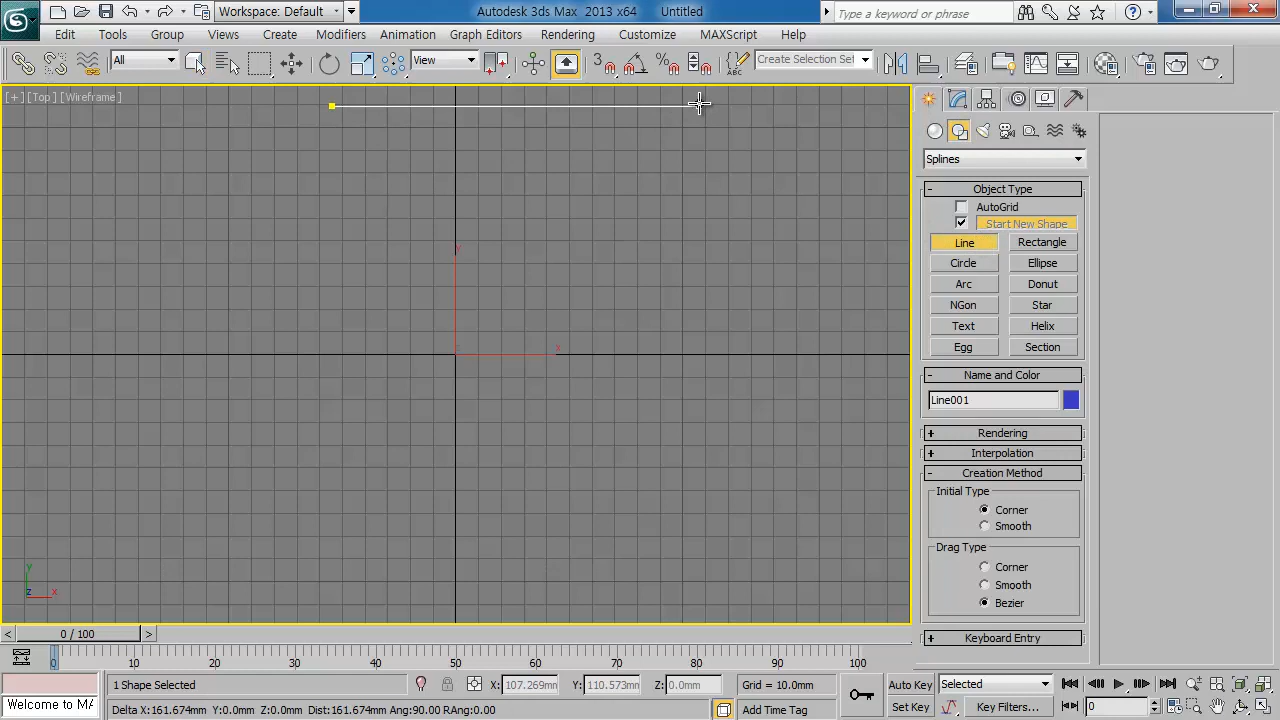 Workspace: Default
Autodesk 3ds Max 2013 x64 Untitled
Type a keyword or phrase
Edit Tools Group Views Create Modifiers Animation Graph Editors Rendering Customize MAXScript Help
All View 3 % ABC Create Selection Set
[+] [Top] [Wireframe]
Splines
- Object Type
AutoGrid
Start New Shape
Line Rectangle
Circle Ellipse
Arc Donut
NGon Star
Text Helix
Egg Section
- Name and Color
Line001
+ Rendering
+ Interpolation
- Creation Method
Initial Type
Corner
Smooth
Drag Type
Corner
Smooth
Bezier
+ Keyboard Entry
Y
X
Y
Z X
< 0 / 100 >
0 10 20 30 40 50 60 70 80 90 100
1 Shape Selected X: 107.269mm Y: 110.573mm Z: 0.0mm Grid = 10.0mm Auto Key Selected
Welcome to MA Delta X:161.674mm Y:0.0mm Z:0.0mm Dist:161.674mm Ang:90.00 RAng:0.00 Add Time Tag Set Key Key Filters... 0